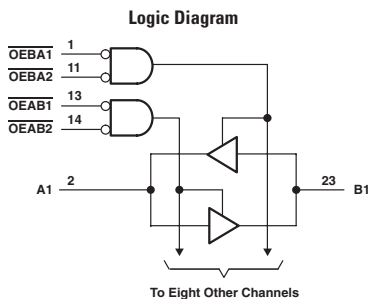 Logic Diagram
OEBA1 1
OEBA2 11
OEAB1 13
OEAB2 14
A1 2
23 B1
To Eight Other Channels